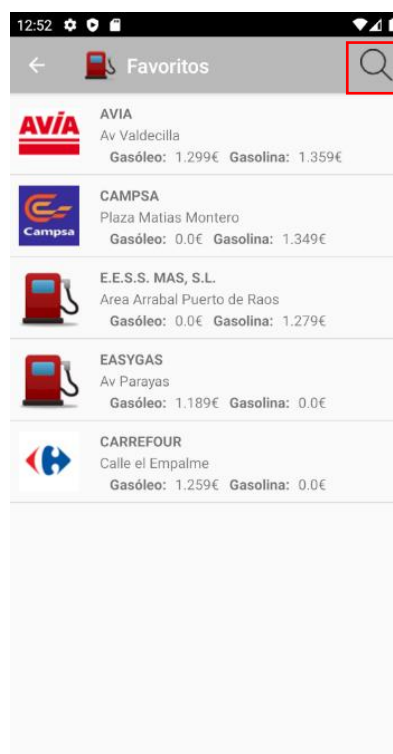 12:52
Favoritos
AVIA
AVIA
Av Valdecilla
Gasóleo: 1.299€ Gasolina: 1.359€
Campsa
CAMPSA
Plaza Matias Montero
Gasóleo: 0.0€ Gasolina: 1.349€
E.E.S.S. MAS, S.L.
Area Arrabal Puerto de Raos
Gasóleo: 0.0€ Gasolina: 1.279€
EASYGAS
Av Parayas
Gasóleo: 1.189€ Gasolina: 0.0€
CARREFOUR
Calle el Empalme
Gasóleo: 1.259€ Gasolina: 0.0€